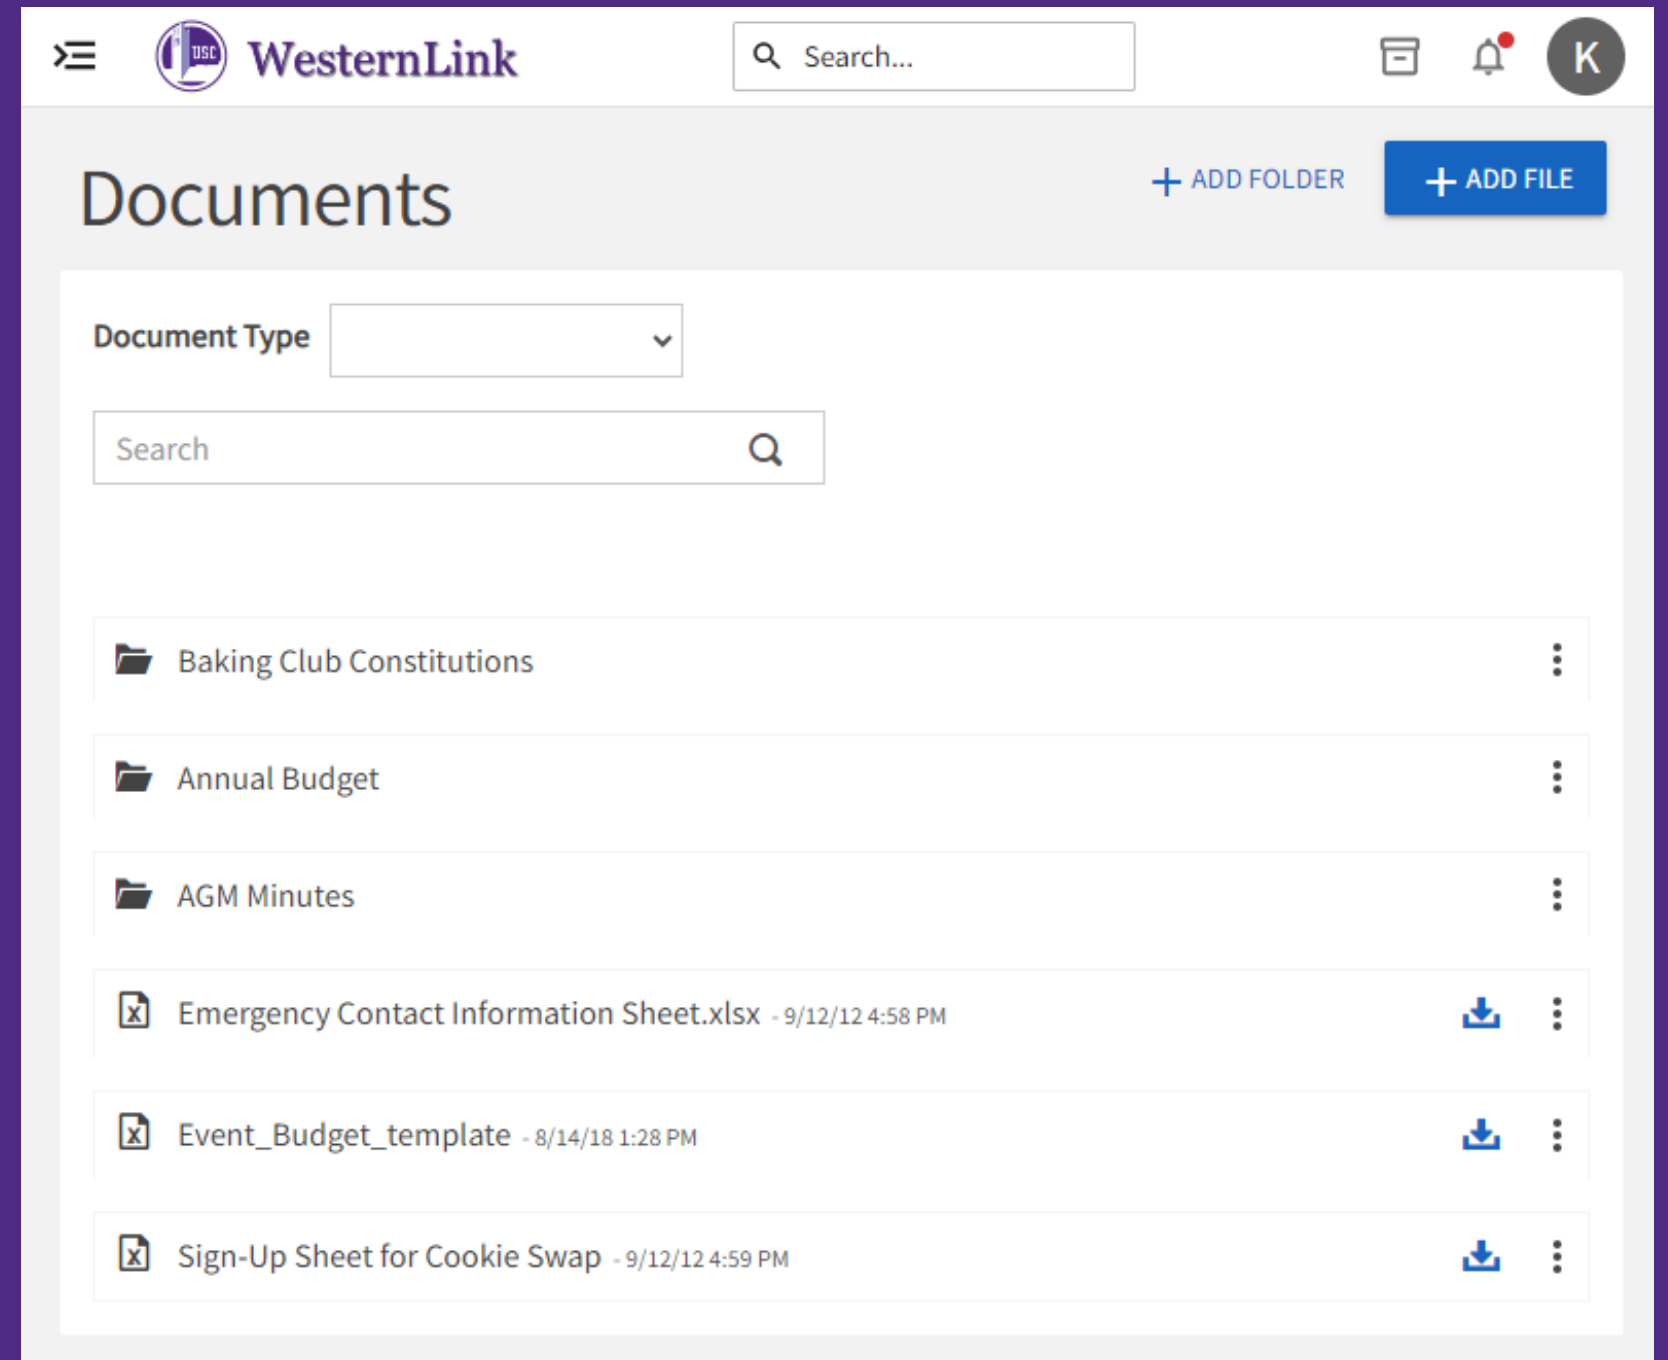 USC WesternLink Search... K
Documents
ADD FOLDER
ADD FILE
Document Type
Search
Baking Club Constitutions
Annual Budget
AGM Minutes
Emergency Contact Information Sheet.xlsx - 9/12/12 4:58 PM
Event_Budget_template - 8/14/18 1:28 PM
Sign-Up Sheet for Cookie Swap - 9/12/12 4:59 PM